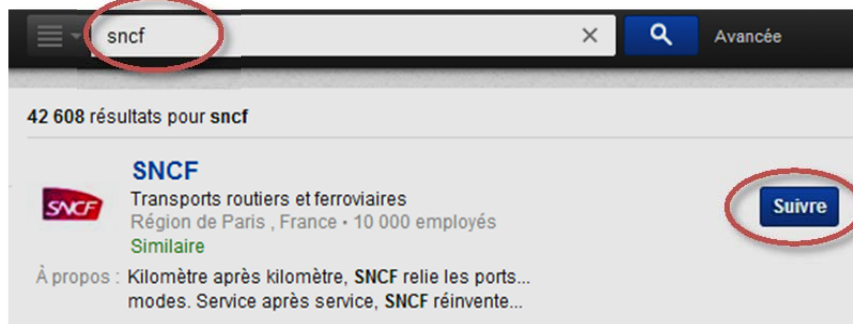 sncf × Avancée
42 608 résultats pour sncf
SNCF
SNCF
Transports routiers et ferroviaires
Suivre
Région de Paris , France • 10 000 employés
Similaire
À propos : Kilomètre après kilomètre, SNCF relie les ports...
modes. Service après service, SNCF réinvente...